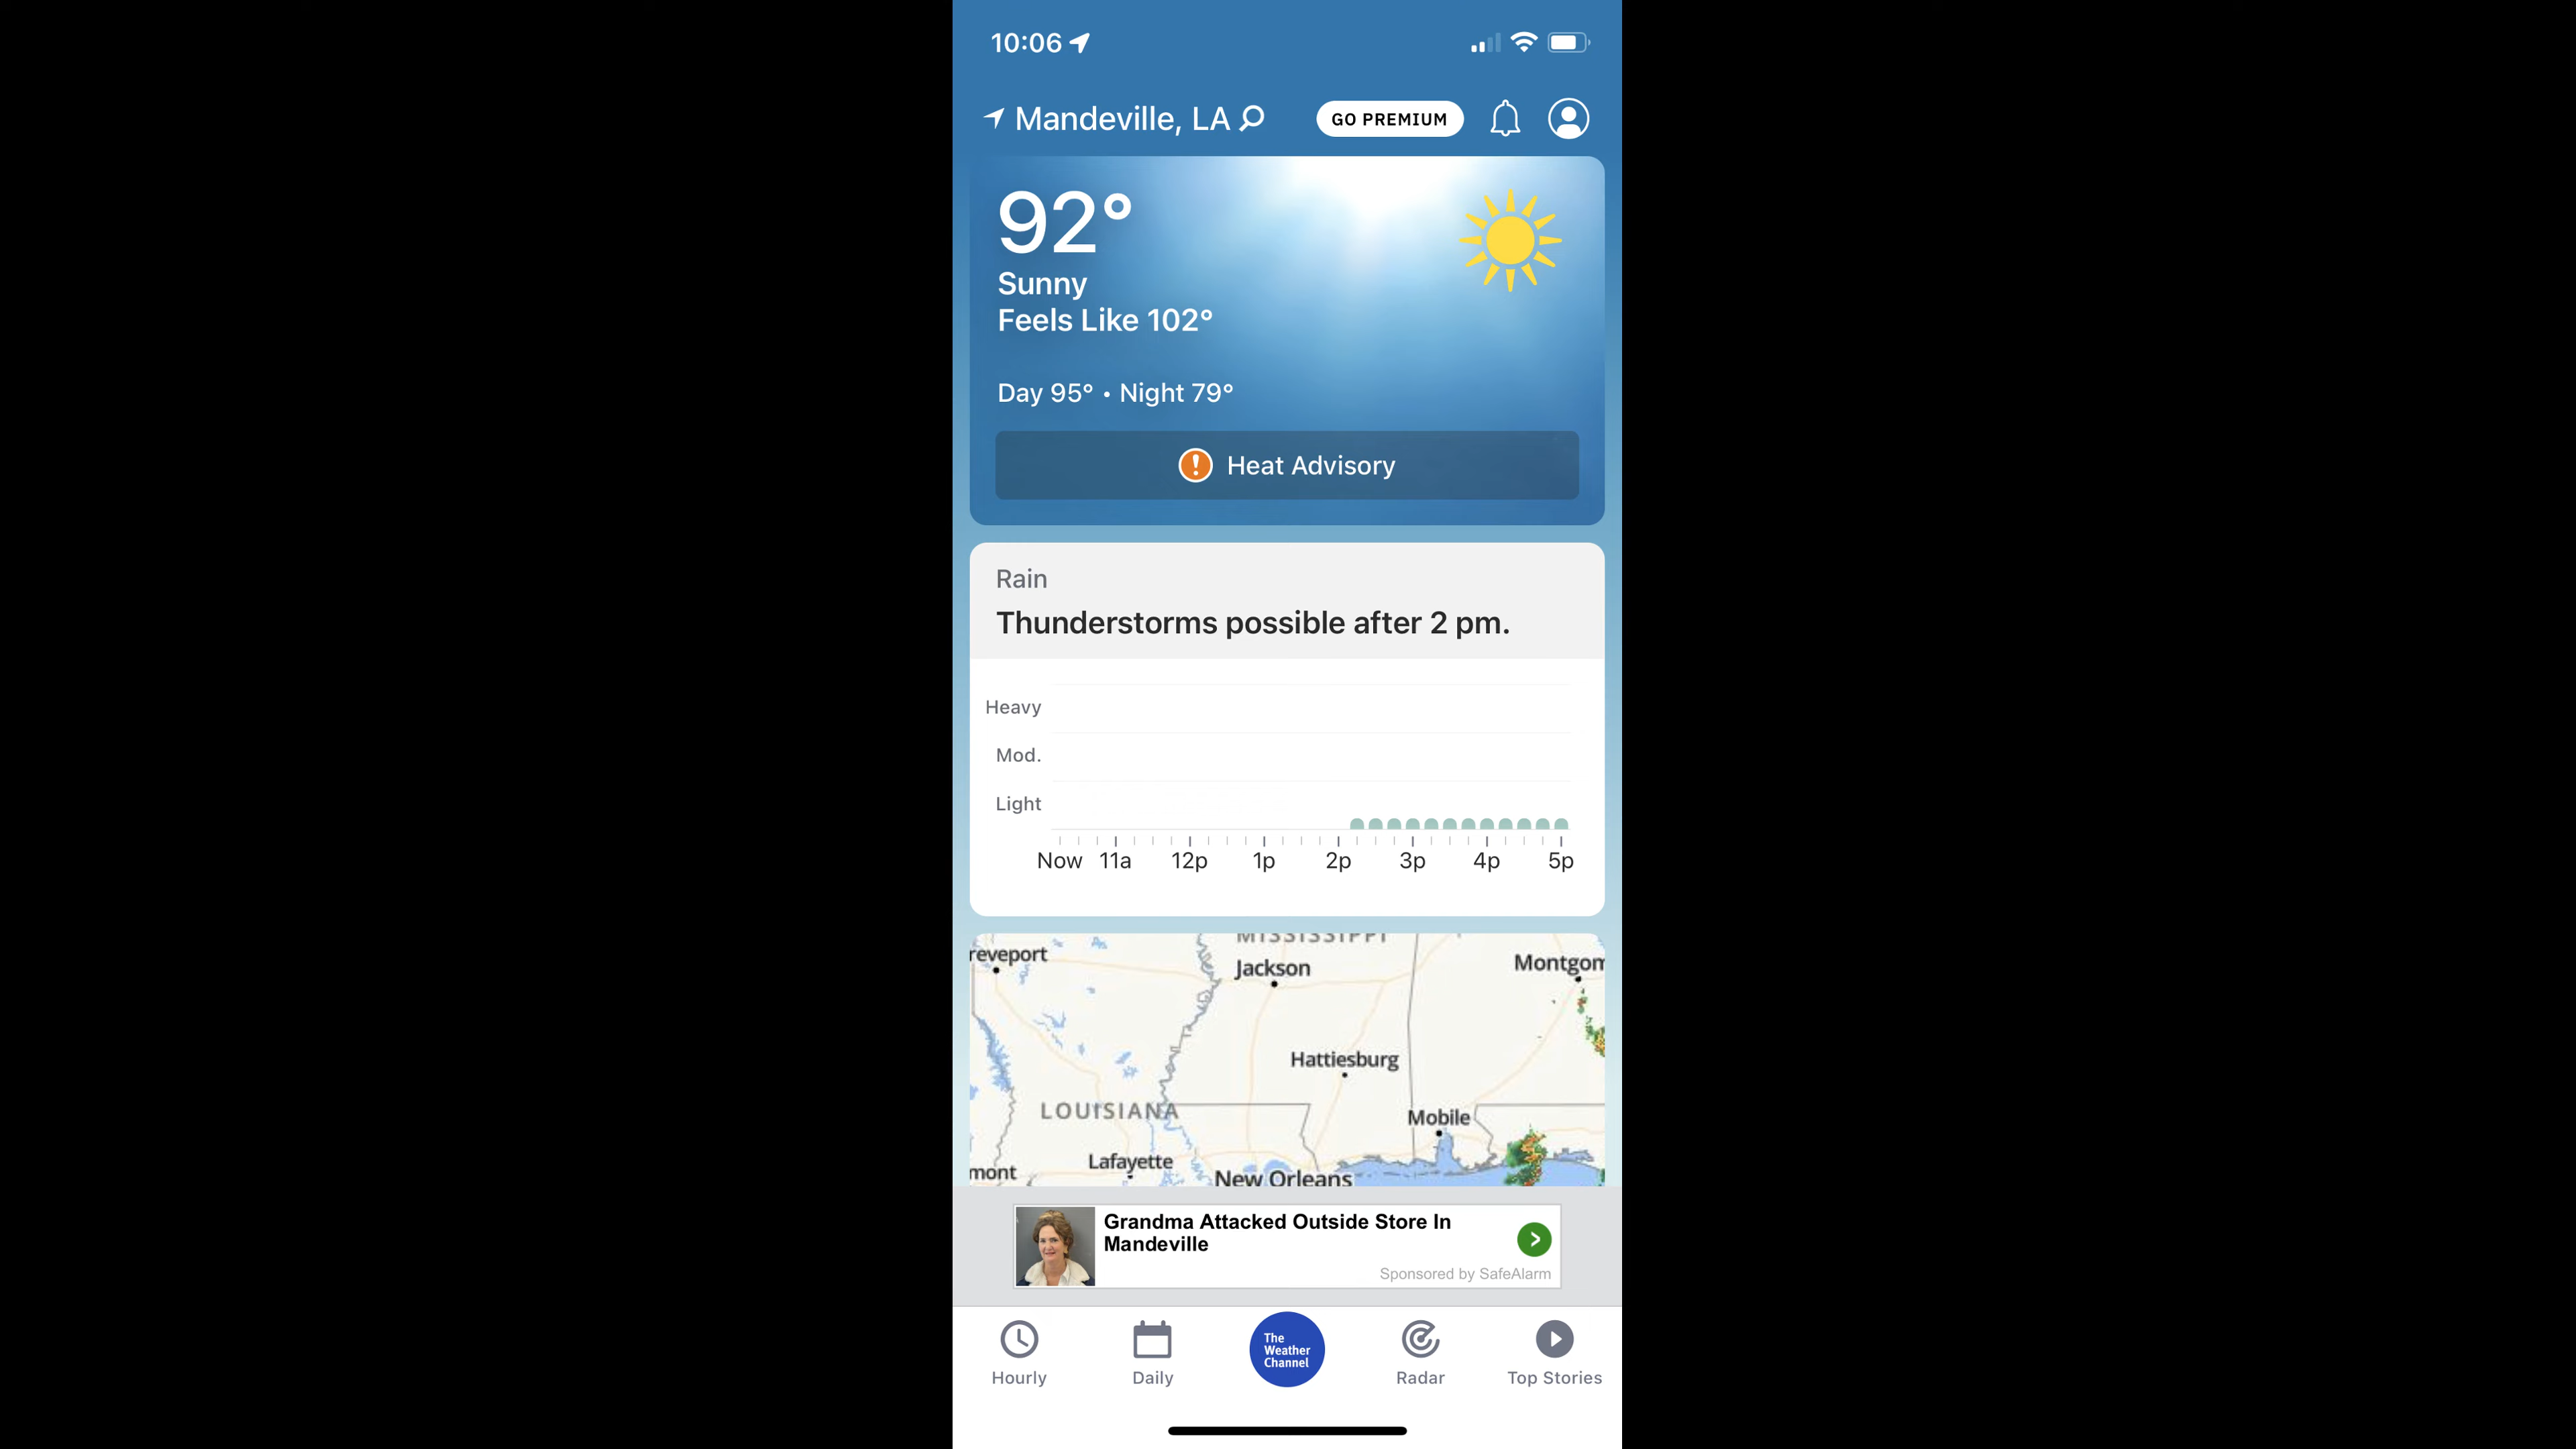 10:06
Mandeville, LA
GO PREMIUM
92°
Sunny
Feels Like 102°
Day 95° • Night 79°
Heat Advisory
Rain
Thunderstorms possible after 2 pm.
Heavy
Mod.
Light
Now 11a 12p 1p 2p 3p 4p 5p
MISSISSIPPI
reveport
Jackson
Montgom
Hattiesburg
LOUISIANA
Mobile
Lafayette
mont
New Orleans
Grandma Attacked Outside Store In
Mandeville
Sponsored by SafeAlarm
The
Weather
Channel
Hourly Daily Radar Top Stories